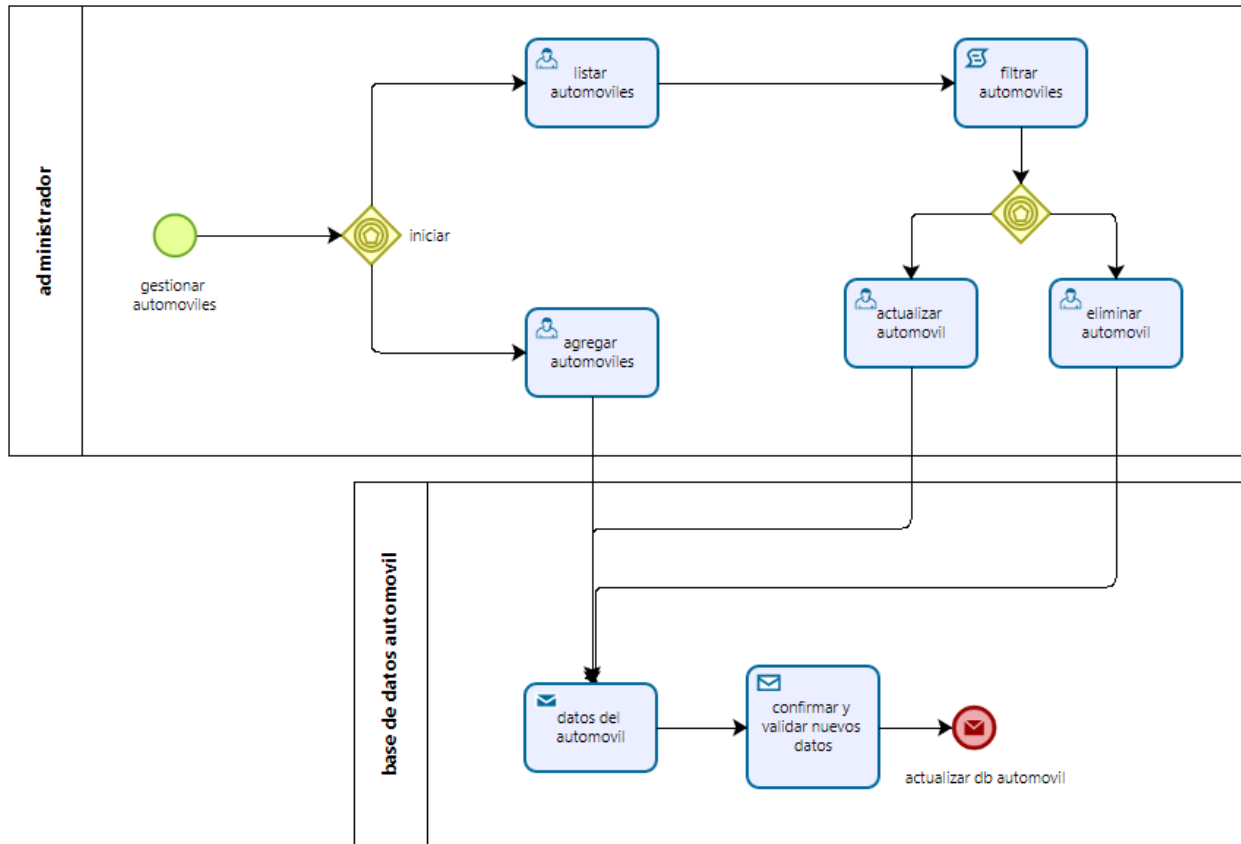 administrador
listar
automoviles
filtrar
automoviles
iniciar
gestionar
automoviles
agregar
automoviles
actualizar
automovil
eliminar
automovil
base de datos automovil
datos del
automovil
confirmar y
validar nuevos
datos
actualizar db automovil